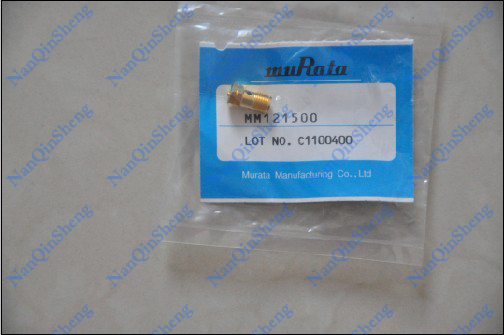 muRata
MM121500
LOT NO. C1100400
Murata Manufacturing Co., Ltd
NanQinSheng